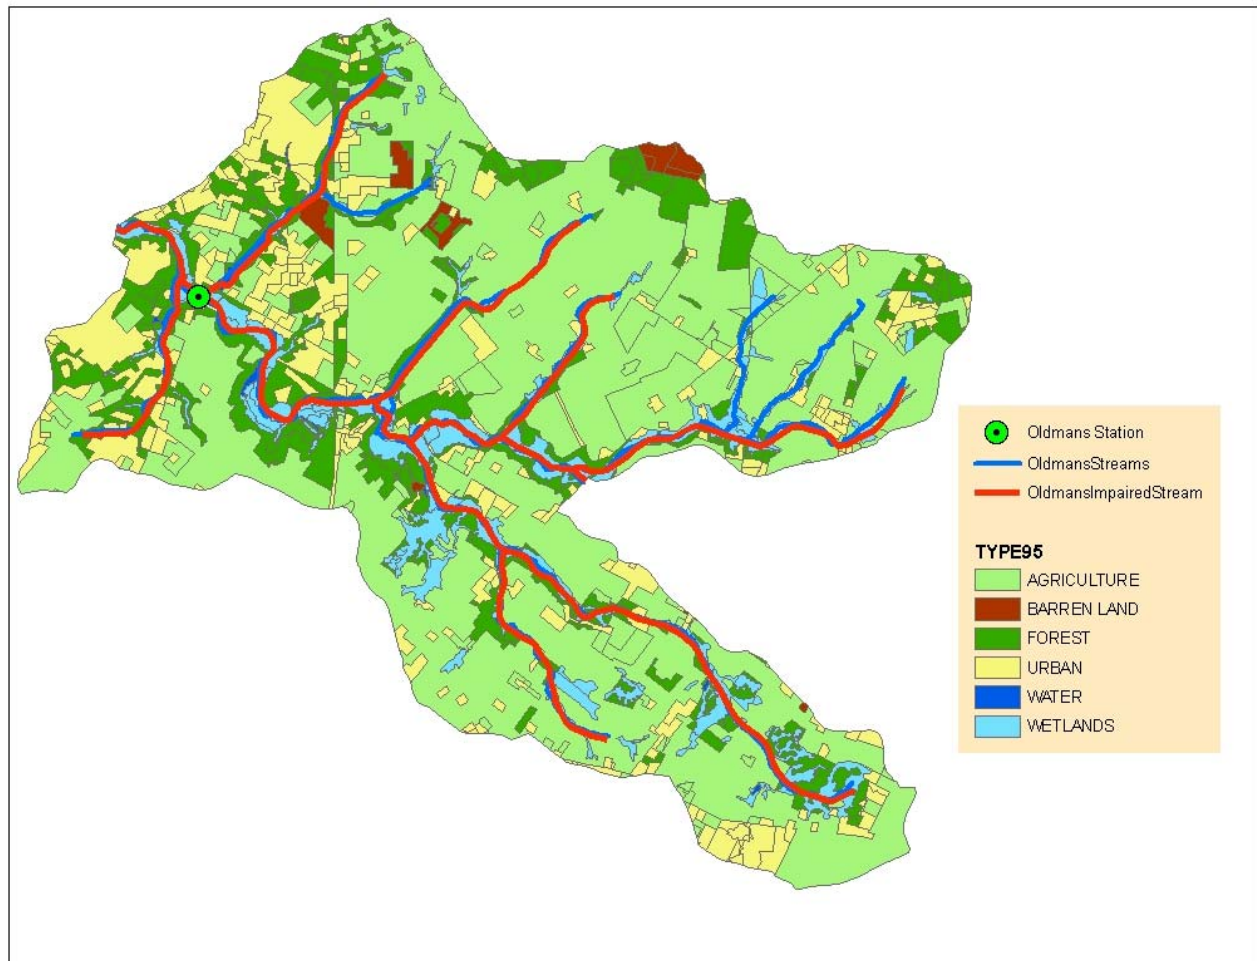 Oldmans Station
OldmansStreams
OldmansImpairedStream
TYPE95
AGRICULTURE
BARREN LAND
FOREST
URBAN
WATER
WETLANDS